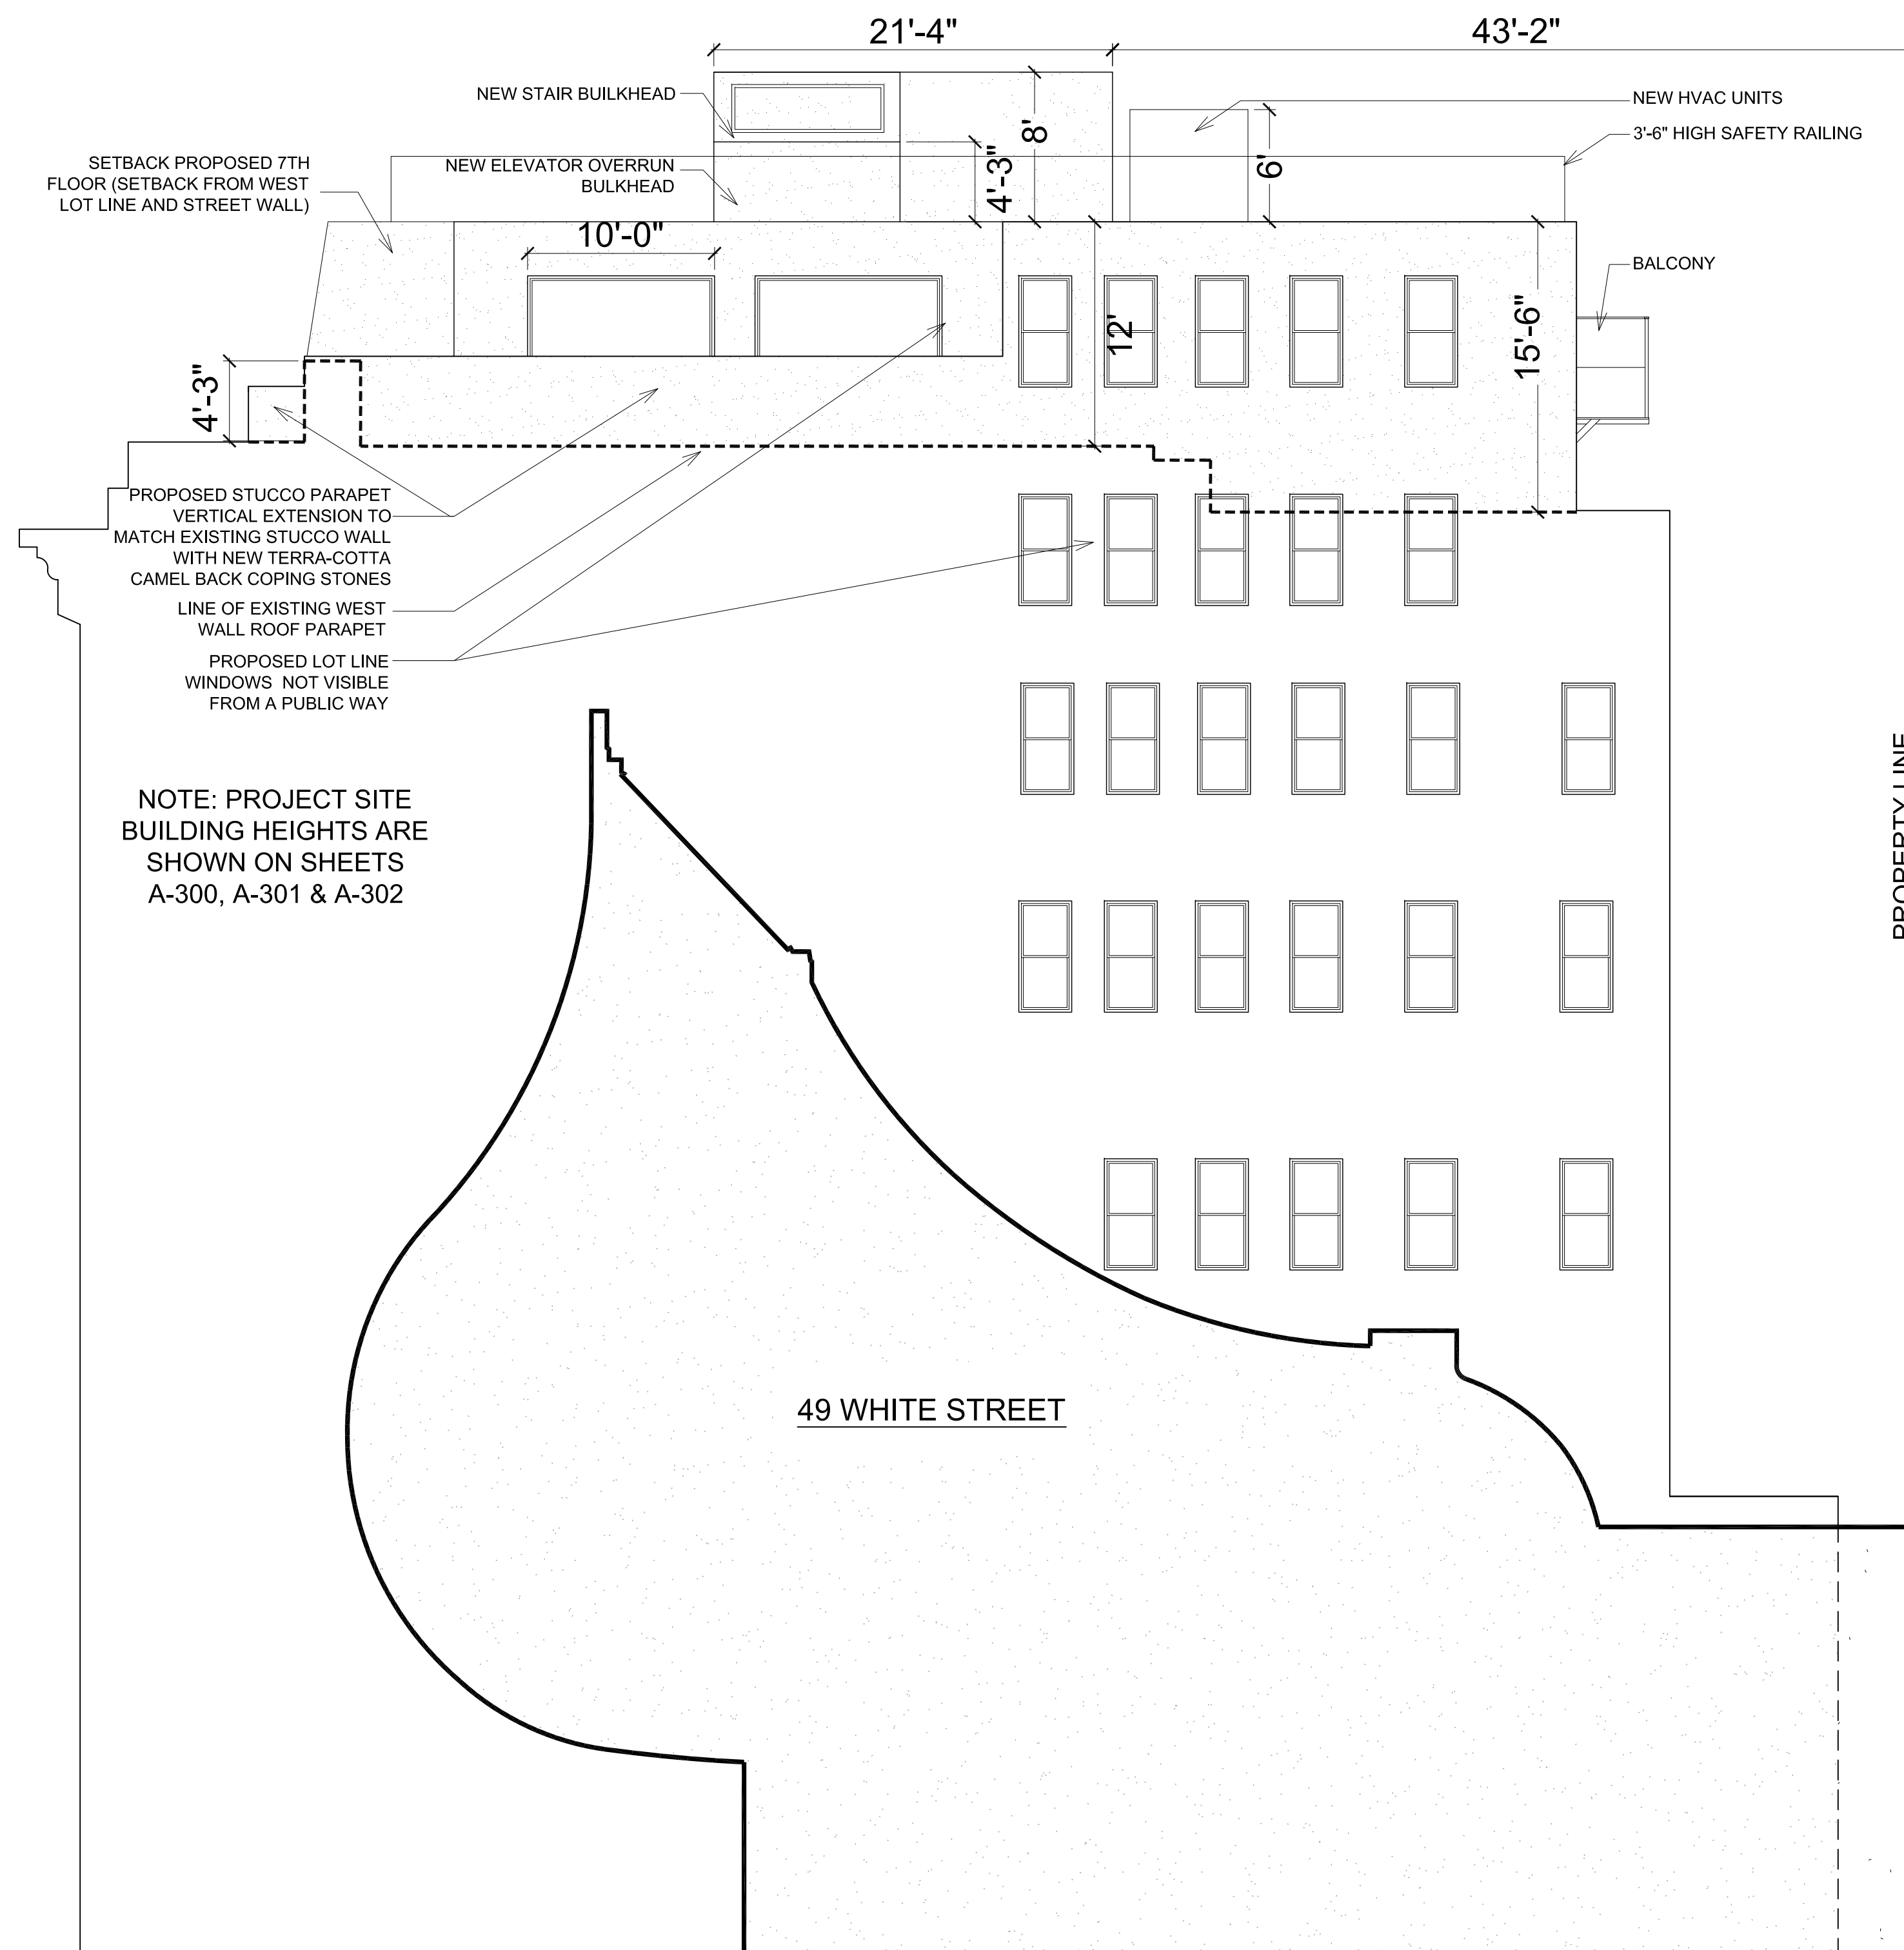 21'-4"
43'-2"
NEW STAIR BUILKHEAD
8'
NEW HVAC UNITS
3'-6" HIGH SAFETY RAILING
SETBACK PROPOSED 7TH
FLOOR (SETBACK FROM WEST
LOT LINE AND STREET WALL)
NEW ELEVATOR OVERRUN
BULKHEAD
4'-3"
6'
10'-0"
BALCONY
12'
15'-6"
4'-3"
PROPOSED STUCCO PARAPET
VERTICAL EXTENSION TO
MATCH EXISTING STUCCO WALL
WITH NEW TERRA-COTTA
CAMEL BACK COPING STONES
LINE OF EXISTING WEST
WALL ROOF PARAPET
PROPOSED LOT LINE
WINDOWS NOT VISIBLE
FROM A PUBLIC WAY
NOTE: PROJECT SITE
BUILDING HEIGHTS ARE
SHOWN ON SHEETS
A-300, A-301 & A-302
PROPERTY LINE
49 WHITE STREET